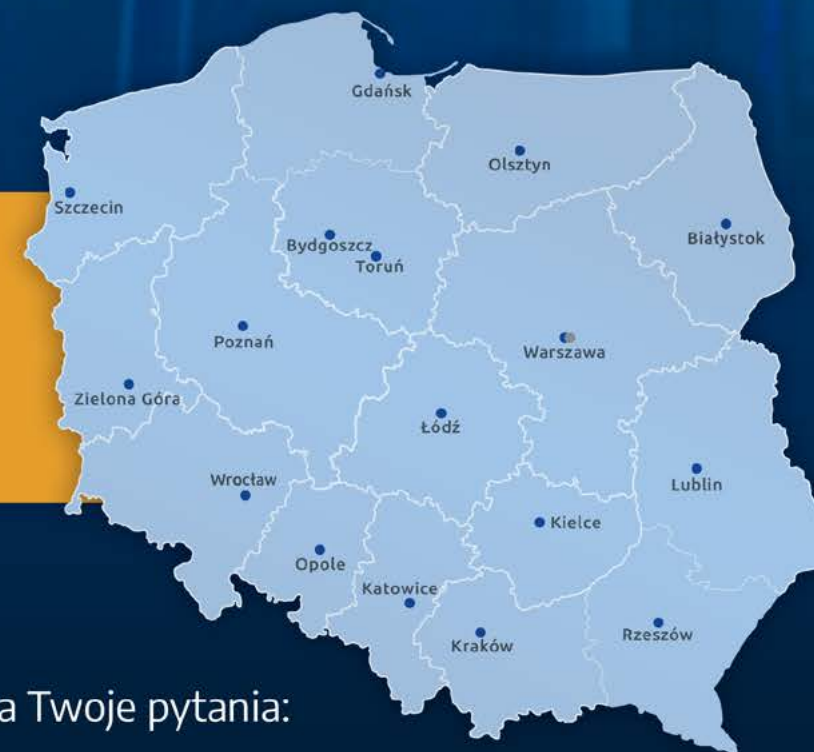 Gdańsk
Olsztyn
Szczecin
Białystok
Bydgoszcz
Toruń
Poznań
Warszawa
Zielona Góra
Łódź
Wrocław
Lublin
Kielce
Opole
Katowice
Rzeszów
Kraków
a Twoje pytania: